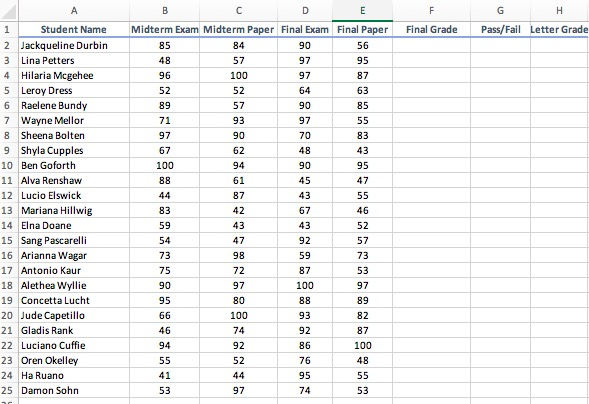 A B C D E F G H
1 Student Name Midterm Exam Midterm Paper Final Exam Final Paper Final Grade Pass/Fail Letter Grade
2 Jackqueline Durbin 85 84 90 56
3 Lina Petters 48 57 97 95
4 Hilaria Mcgehee 96 100 97 87
5 Leroy Dress 52 52 64 63
6 Raelene Bundy 89 57 90 85
7 Wayne Mellor 71 93 97 55
8 Sheena Bolten 97 90 70 83
9 Shyla Cupples 67 62 48 43
10 Ben Goforth 100 94 90 95
11 Alva Renshaw 88 61 45 47
12 Lucio Elswick 44 87 43 55
13 Mariana Hillwig 83 42 67 46
14 Elna Doane 59 43 43 52
15 Sang Pascarelli 54 47 92 57
16 Arianna Wagar 73 98 59 73
17 Antonio Kaur 75 72 87 53
18 Alethea Wyllie 90 97 100 97
19 Concetta Lucht 95 80 88 89
20 Jude Capetillo 66 100 93 82
21 Gladis Rank 46 74 92 87
22 Luciano Cuffie 94 92 86 100
23 Oren Okelley 55 52 76 48
24 Ha Ruano 41 44 95 55
25 Damon Sohn 53 97 74 53